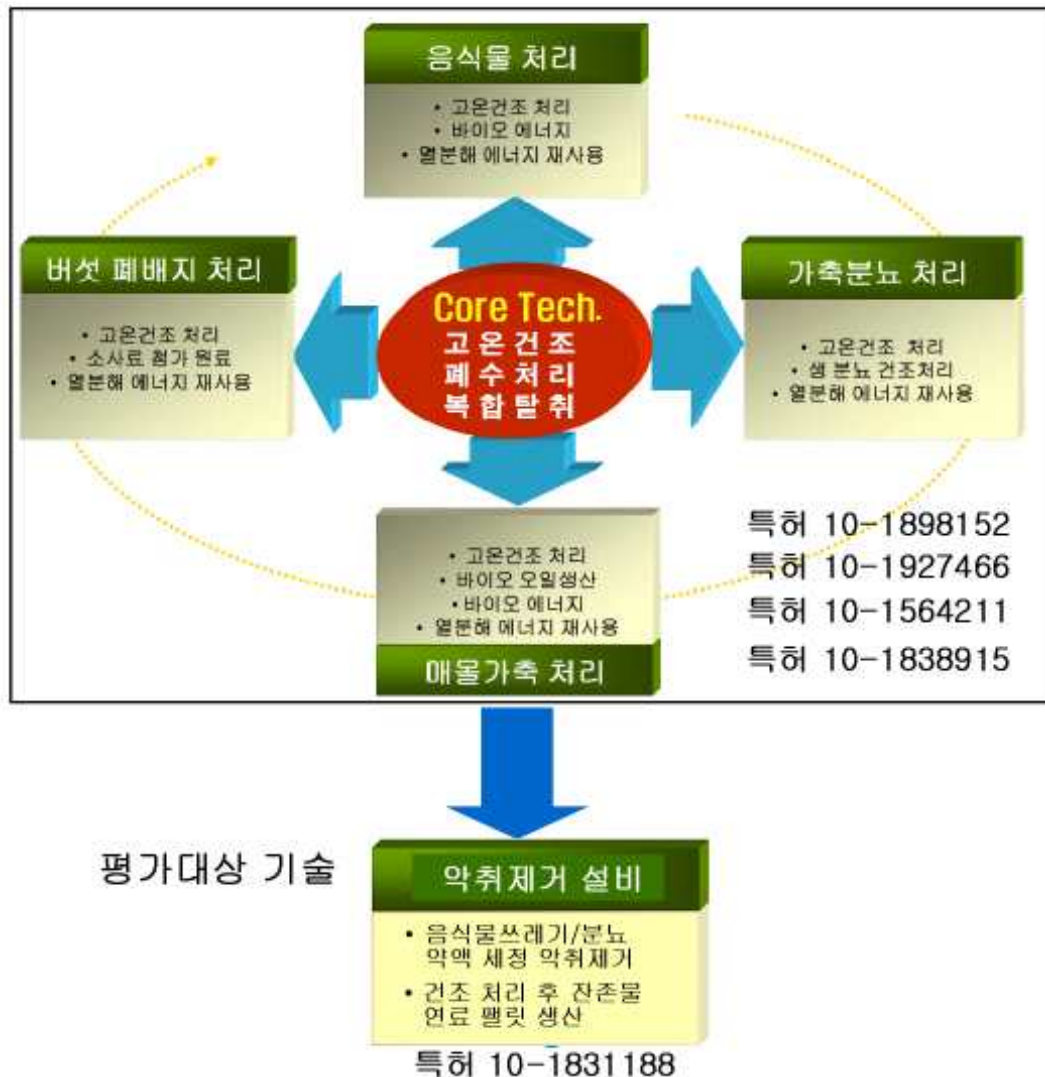 음식물 처리
• 고온건조 처리
• 바이오 에너지
• 열분해 에너지 재사용
버섯 폐배지 처리
• 고온건조 처리
• 소사료 첨가 원료
• 열분해 에너지 재사용
Core Tech.
고온건조
폐수처리
복합탈취
가축분뇨 처리
• 고온건조 처리
• 생 분뇨 건조처리
• 열분해 에너지 재사용
• 고온건조 처리
• 바이오 오일생산
• 바이오 에너지
• 열분해 에너지 재사용
매몰가축 처리
특허 10-1898152
특허 10-1927466
특허 10-1564211
특허 10-1838915
평가대상 기술
악취제거 설비
• 음식물쓰레기/분뇨
약액 세정 악취제거
• 건조 처리 후 잔존물
연료 팰릿 생산
특허 10-1831188